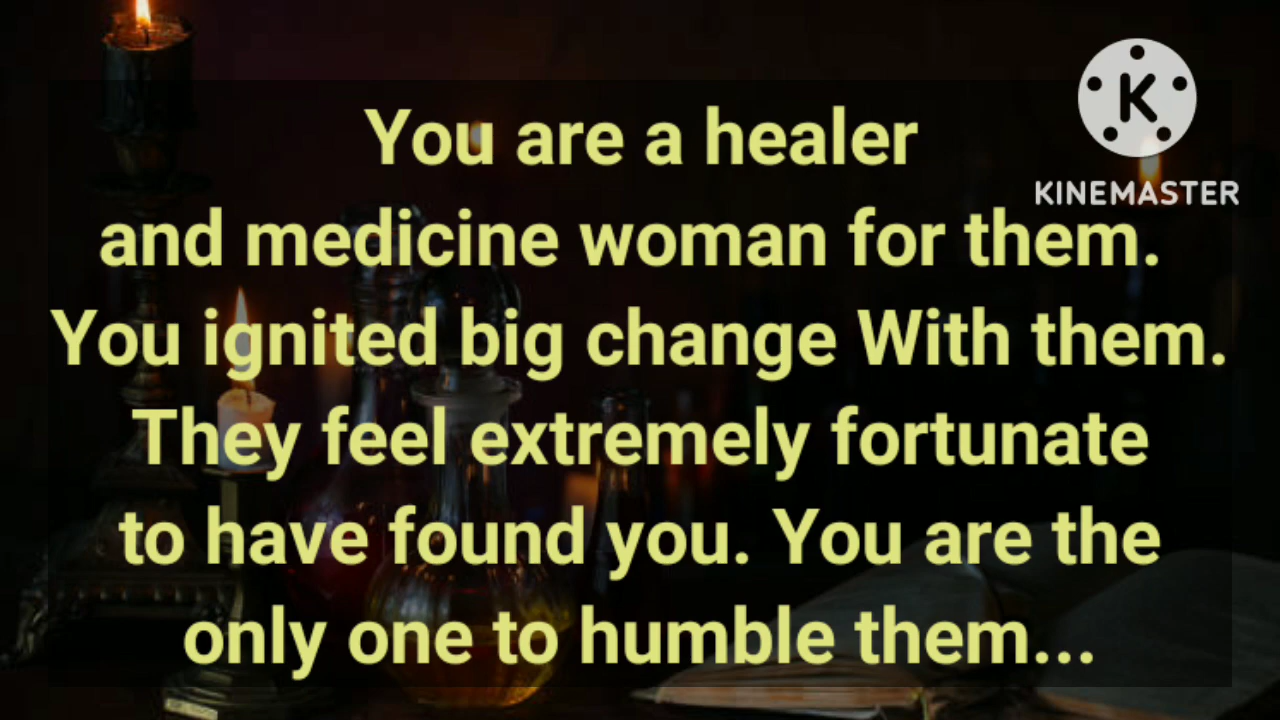 You are a healer
and medicine woman for them.
You ignited big change With them.
They feel extremely fortunate
to have found you. You are the
only one to humble them...
K
KINEMASTER